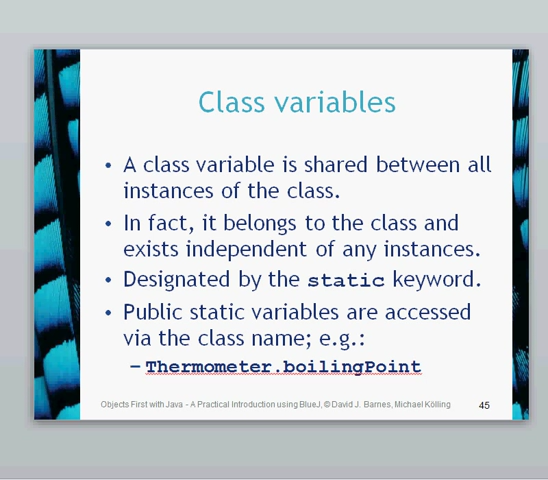 Class variables
• A class variable is shared between all
instances of the class.
• In fact, it belongs to the class and
exists independent of any instances.
• Designated by the static keyword.
• Public static variables are accessed
via the class name; e.g.:
– Thermometer.boilingPoint
Objects First with Java - A Practical Introduction using BlueJ, © David J. Barnes, Michael Kölling
45